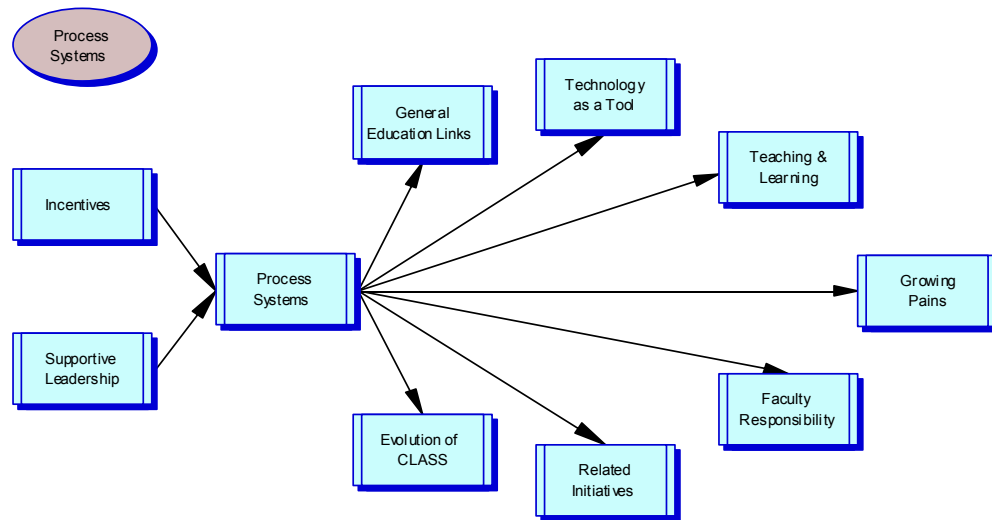 Process
Systems
General
Education Links
Technology
as a Tool
Teaching &
Learning
Incentives
Process
Systems
Growing
Pains
Supportive
Leadership
Faculty
Responsibility
Evolution of
CLASS
Related
Initiatives